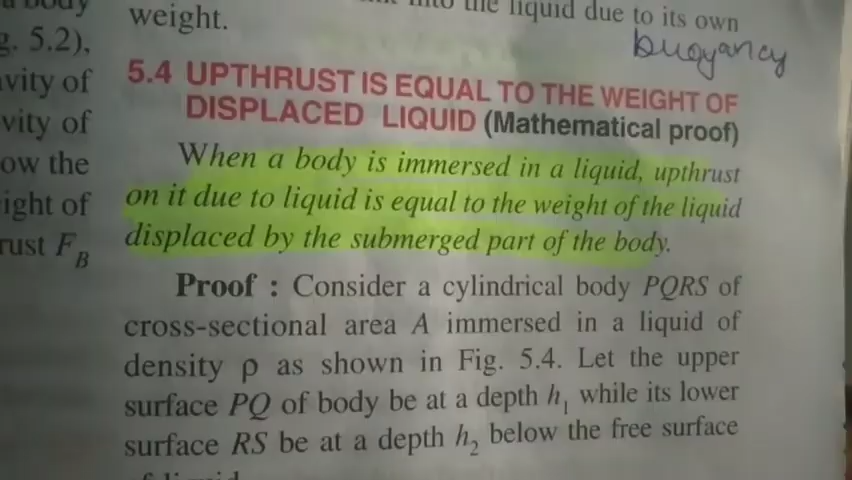 g. 5.2),
vity of
vity of
ow the
ight of
rust F_B
the liquid due to its own
weight.
buoyancy
5.4 UPTHRUST IS EQUAL TO THE WEIGHT OF
DISPLACED LIQUID (Mathematical proof)
When a body is immersed in a liquid, upthrust
on it due to liquid is equal to the weight of the liquid
displaced by the submerged part of the body.
Proof : Consider a cylindrical body PQRS of
cross-sectional area A immersed in a liquid of
density ρ as shown in Fig. 5.4. Let the upper
surface PQ of body be at a depth h₁ while its lower
surface RS be at a depth h₂ below the free surface